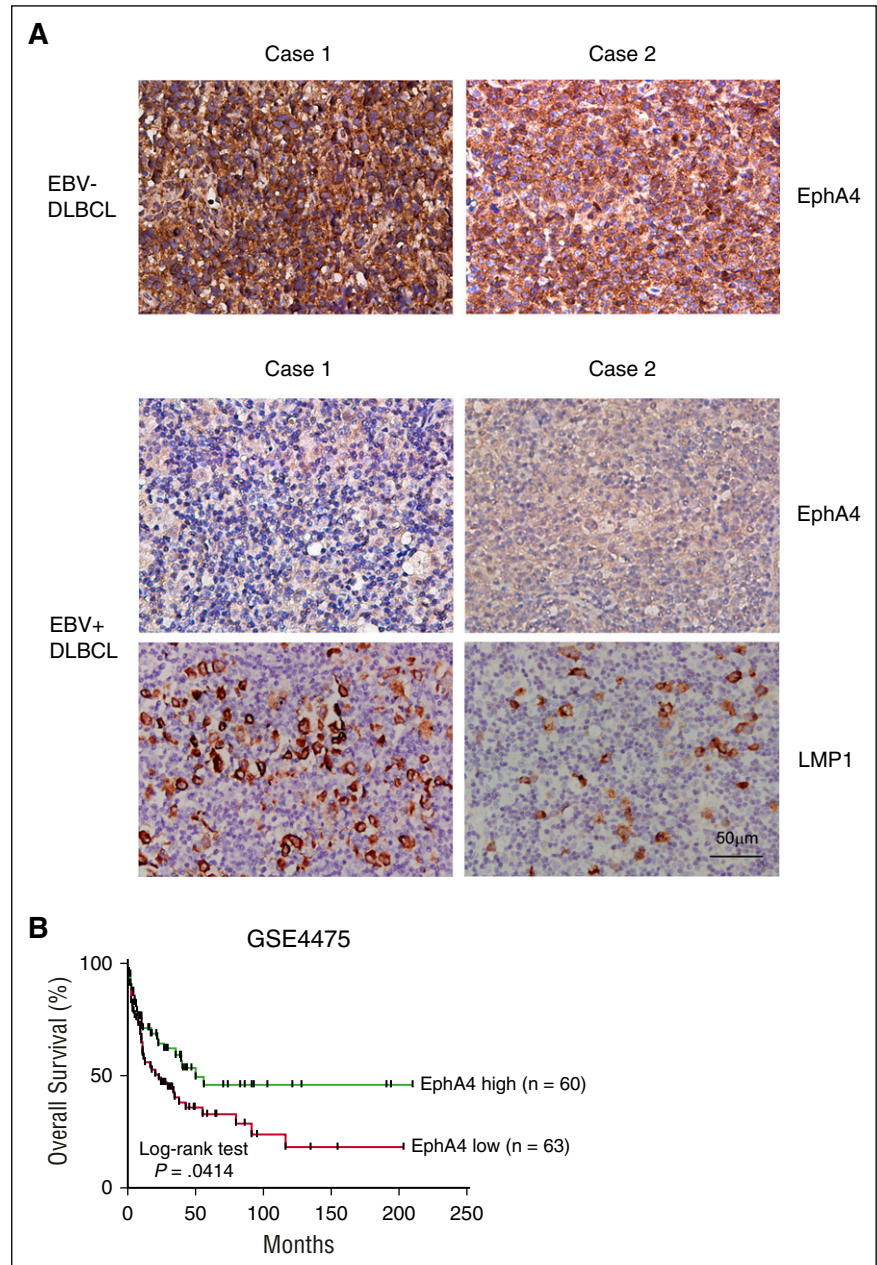 A
Case 1
Case 2
EBV-
DLBCL
EphA4
Case 1
Case 2
EphA4
EBV+
DLBCL
LMP1
50µm
B
GSE4475
100
50
0
Overall Survival (%)
EphA4 high (n = 60)
EphA4 low (n = 63)
Log-rank test
P = .0414
0 50 100 150 200 250
Months